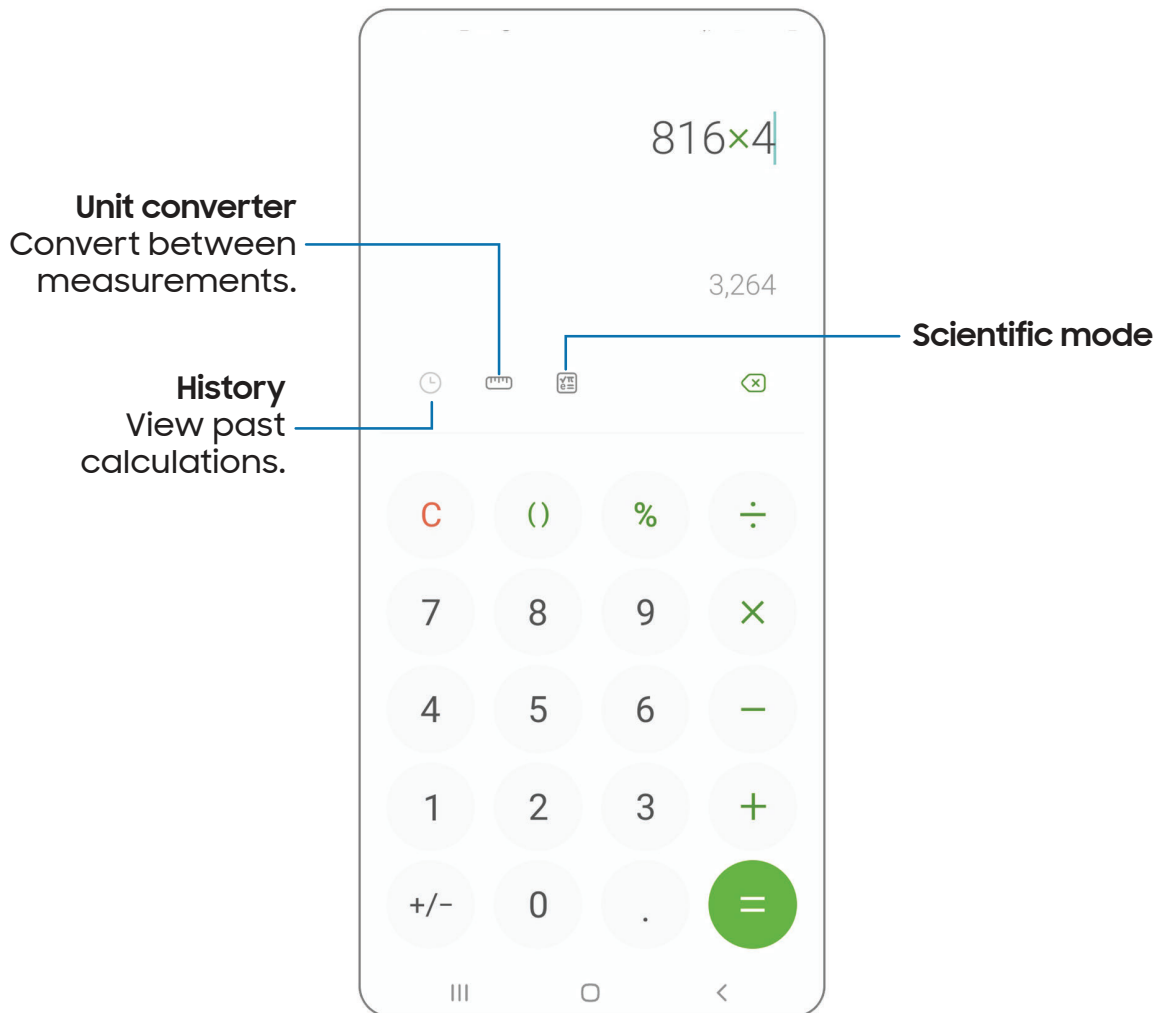 816×4
Unit converter
Convert between
measurements.
3,264
Scientific mode
History
View past
calculations.
√π
e=
C () % ÷
7 8 9 ×
4 5 6 −
1 2 3 +
+/− 0 . =